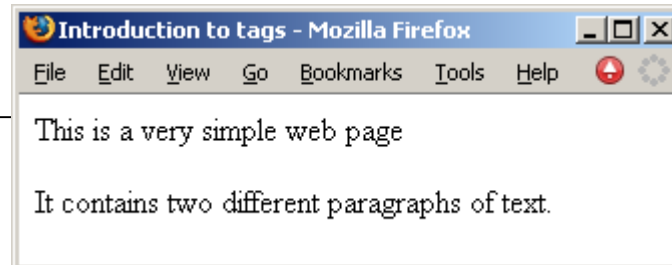 Introduction to tags - Mozilla Firefox
File Edit View Go Bookmarks Tools Help
This is a very simple web page
It contains two different paragraphs of text.